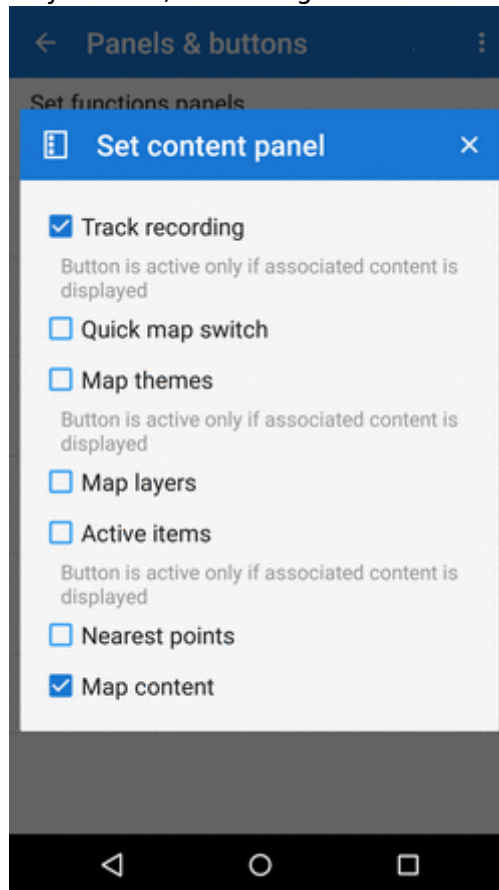 Panels & buttons
Set functions panels
Set content panel
Track recording
Button is active only if associated content is
displayed
Quick map switch
Map themes
Button is active only if associated content is
displayed
Map layers
Active items
Button is active only if associated content is
displayed
Nearest points
Map content